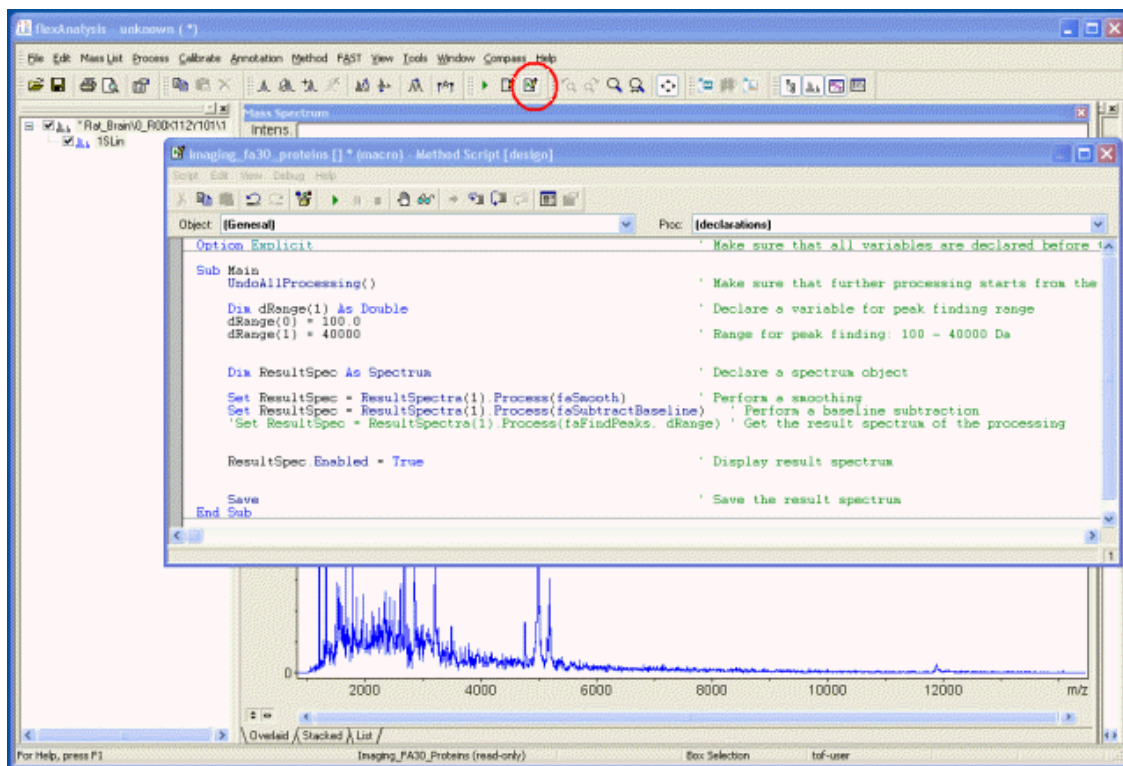 flexAnalysis - unknown (*)
File Edit Mass List Process Calibrate Annotation Method FAST View Tools Window Compass Help
Mass Spectrum
"Rat_Brain\0_R00X112Y101\1
Intens.
1SLin
Imaging_fa30_proteins [] * (macro) - Method Script [design]
Script Edit View Debug Help
Object: (General) Proc: (declarations)
Option Explicit ' Make sure that all variables are declared before
Sub Main
UndoAllProcessing() ' Make sure that further processing starts from the
Dim dRange(1) As Double ' Declare a variable for peak finding range
dRange(0) = 100.0
dRange(1) = 40000 ' Range for peak finding: 100 - 40000 Da
Dim ResultSpec As Spectrum ' Declare a spectrum object
Set ResultSpec = ResultSpectra(1).Process(faSmooth) ' Perform a smoothing
Set ResultSpec = ResultSpectra(1).Process(faSubtractBaseline) ' Perform a baseline subtraction
'Set ResultSpec = ResultSpectra(1).Process(faFindPeaks, dRange) ' Get the result spectrum of the processing
ResultSpec.Enabled = True ' Display result spectrum
Save ' Save the result spectrum
End Sub
1
0
2000 4000 6000 8000 10000 12000 m/z
Overlaid Stacked List
For Help, press F1 Imaging_FA30_Proteins (read-only) Box Selection tof-user